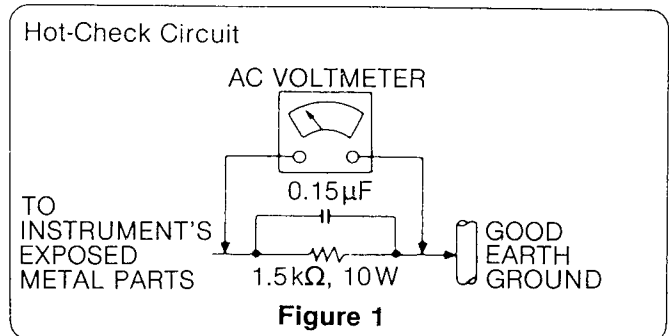 Hot-Check Circuit
AC VOLTMETER
0.15µF
TO
INSTRUMENT'S
EXPOSED
METAL PARTS
1.5kΩ, 10W
GOOD
EARTH
GROUND
Figure 1